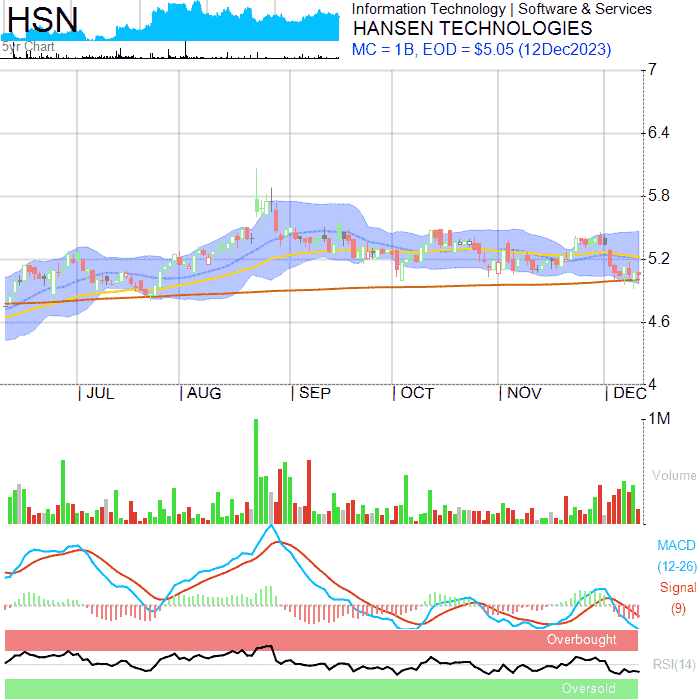 HSN
5yr Chart
Information Technology | Software & Services
HANSEN TECHNOLOGIES
MC = 1B, EOD = $5.05 (12Dec2023)
7
6.4
5.8
5.2
4.6
4
| JUL | AUG | SEP | OCT | NOV | DEC
1M
Volume
MACD
(12-26)
Signal
(9)
Overbought
RSI(14)
Oversold